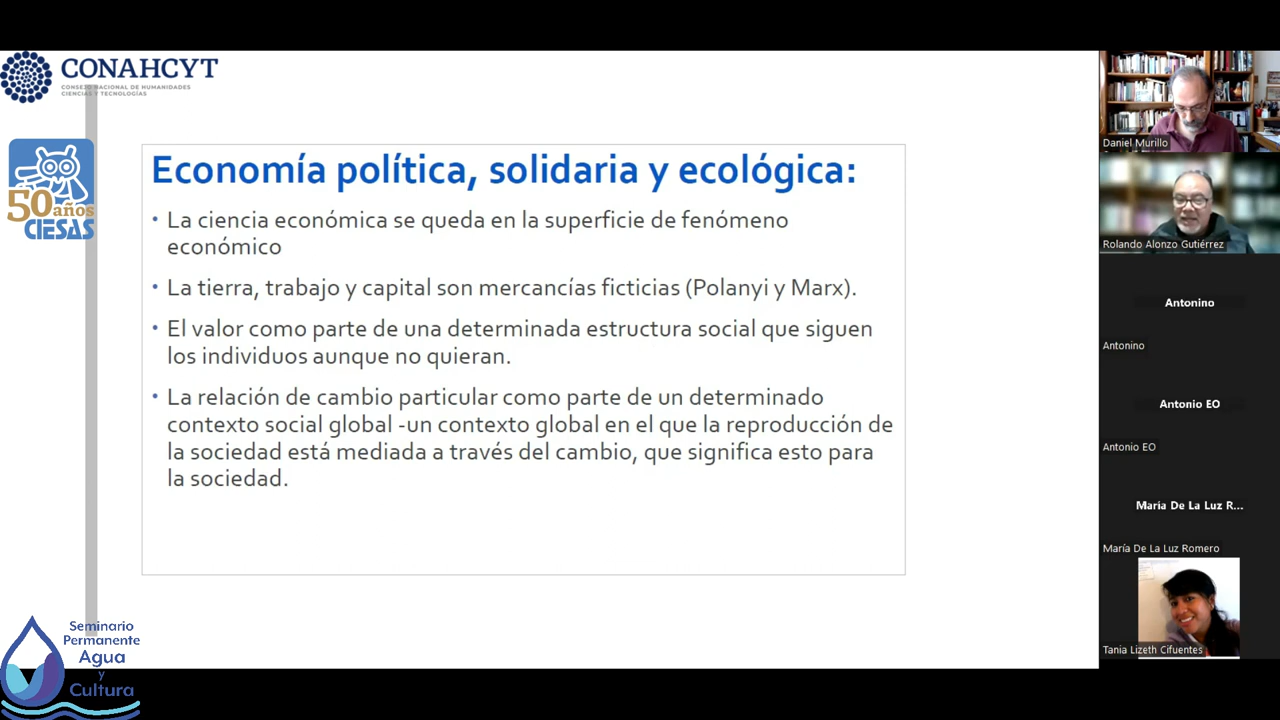 CONAHCYT
CONSEJO NACIONAL DE HUMANIDADES
CIENCIAS Y TECNOLOGÍAS
50 años
CIESAS
Economía política, solidaria y ecológica:
• La ciencia económica se queda en la superficie de fenómeno
económico
• La tierra, trabajo y capital son mercancías ficticias (Polanyi y Marx).
• El valor como parte de una determinada estructura social que siguen
los individuos aunque no quieran.
• La relación de cambio particular como parte de un determinado
contexto social global -un contexto global en el que la reproducción de
la sociedad está mediada a través del cambio, que significa esto para
la sociedad.
Seminario
Permanente
Agua
y
Cultura
Daniel Murillo
Rolando Alonzo Gutiérrez
Antonino
Antonino
Antonio EO
Antonio EO
María De La Luz R...
María De La Luz Romero
Tania Lizeth Cifuentes